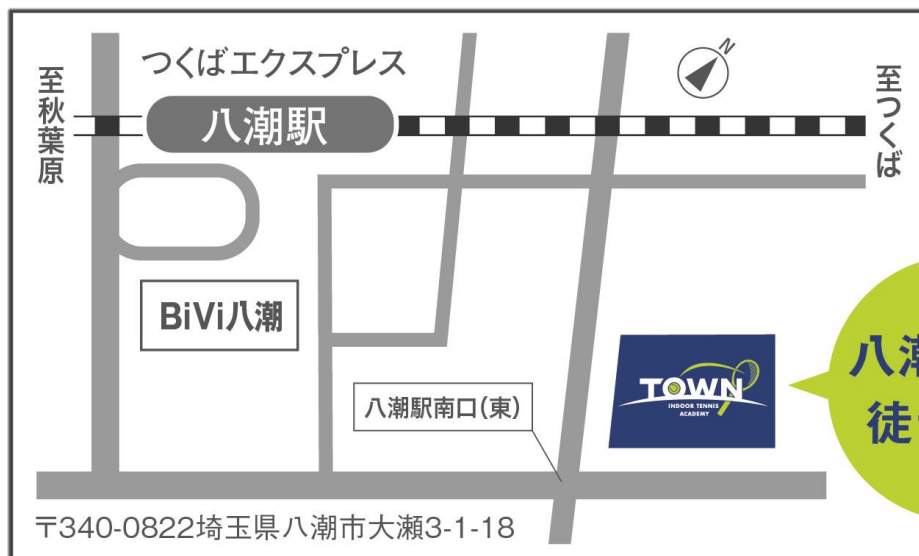 つくばエクスプレス
N
至秋葉原
八潮駅
至つくば
BiVi八潮
八潮駅南口(東)
TOWN
INDOOR TENNIS
ACADEMY
八潮
徒
〒340-0822埼玉県八潮市大瀬3-1-18